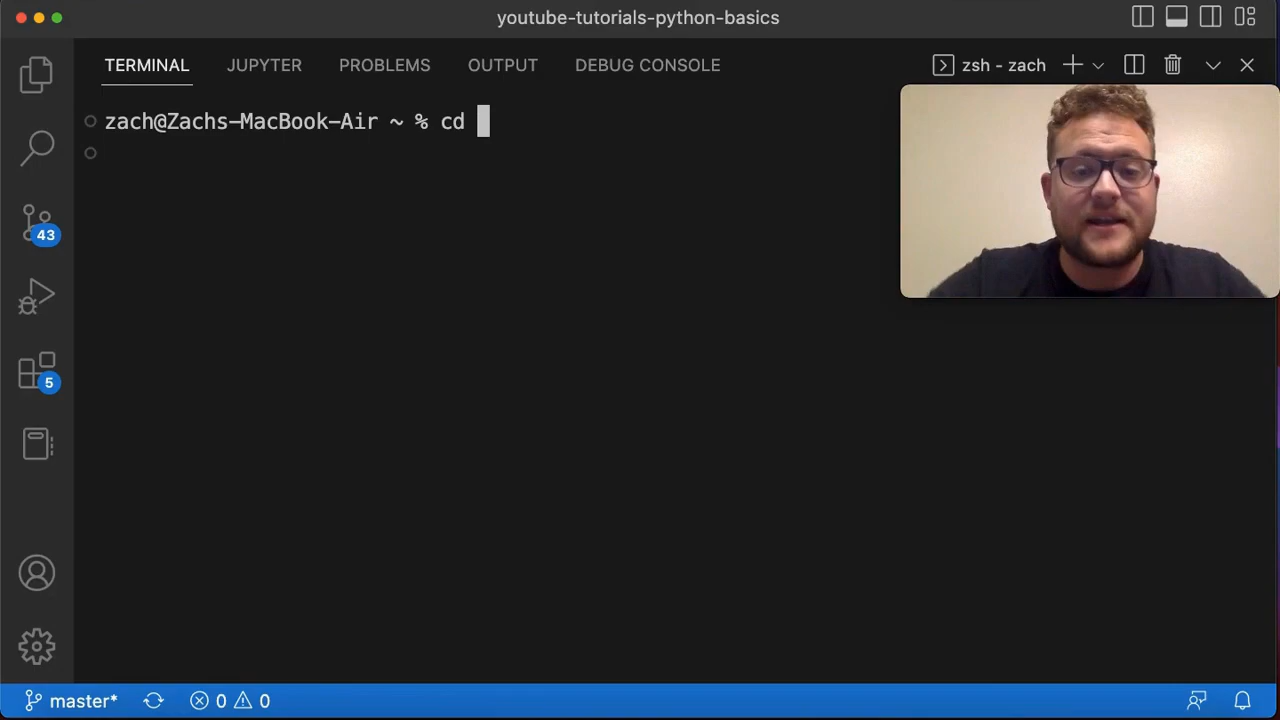 youtube-tutorials-python-basics
TERMINAL JUPYTER PROBLEMS OUTPUT DEBUG CONSOLE zsh - zach
zach@Zachs-MacBook-Air ~ % cd
43
5
master* 0 0